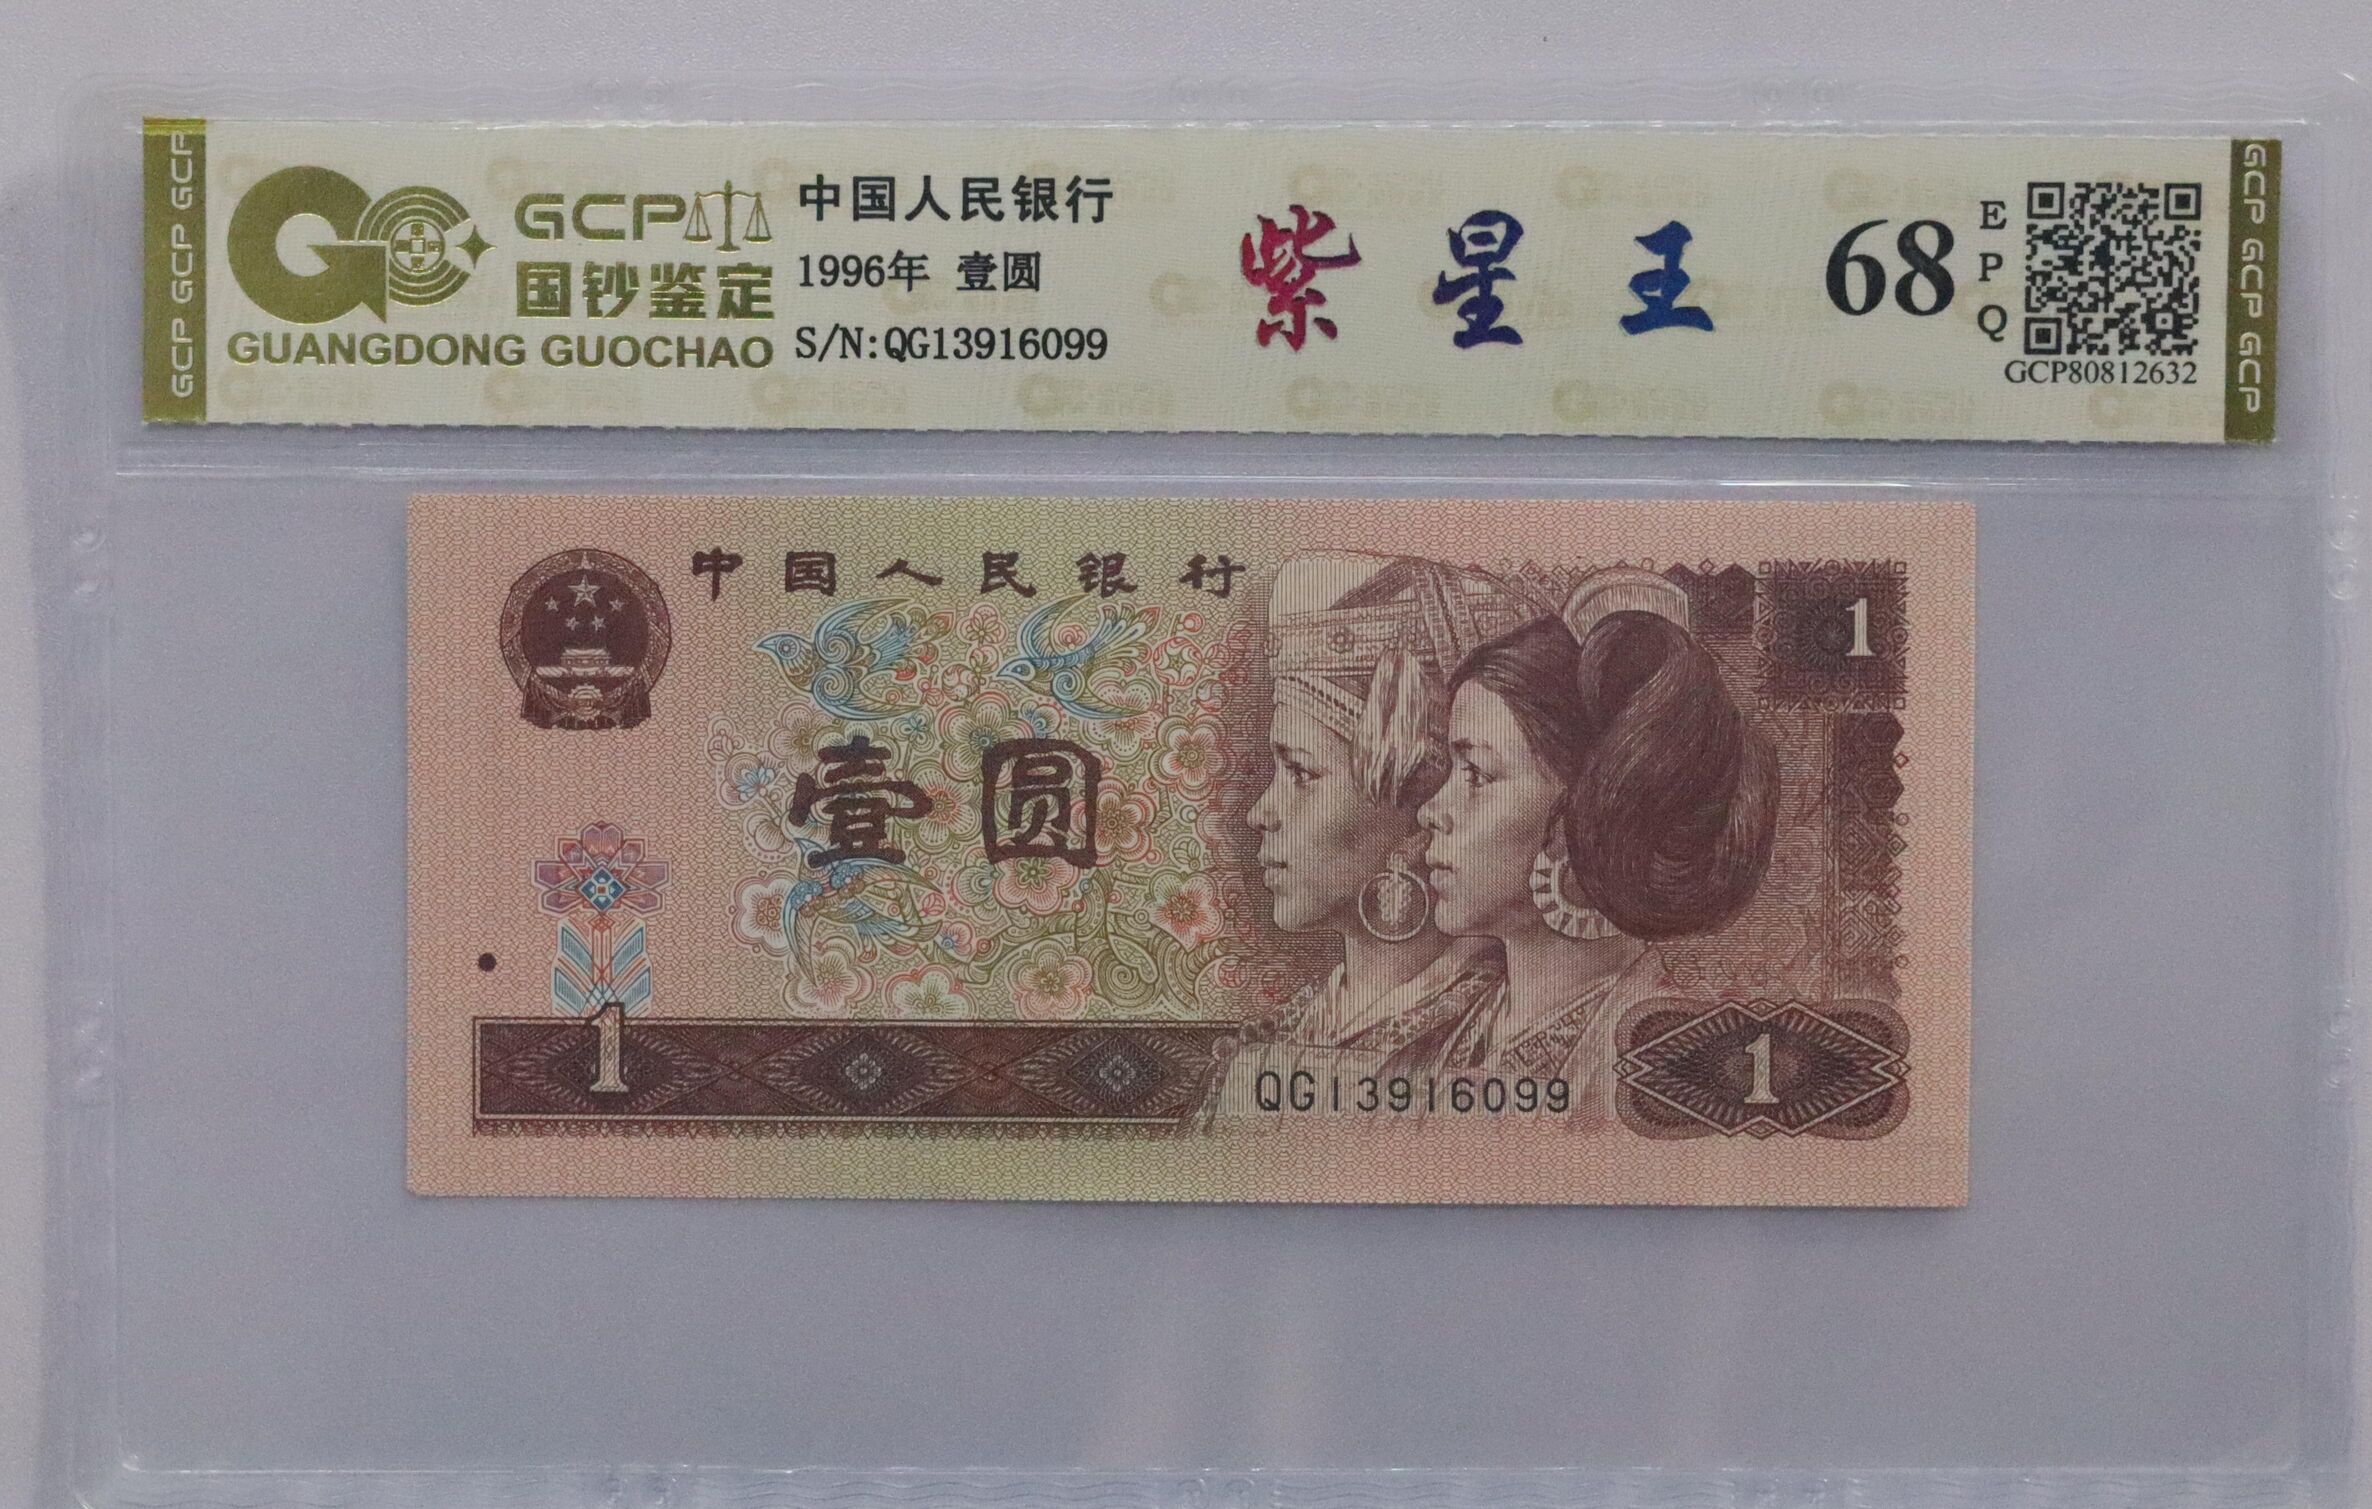 GCP GCP GCP
GCP
国钞鉴定
GUANGDONG GUOCHAO
中国人民银行
1996年 壹圆
S/N:QG13916099
紫星王
68
EPQ
GCP80812632
GCP GCP GCP
中国人民银行
1
壹圆
1
1
QG13916099